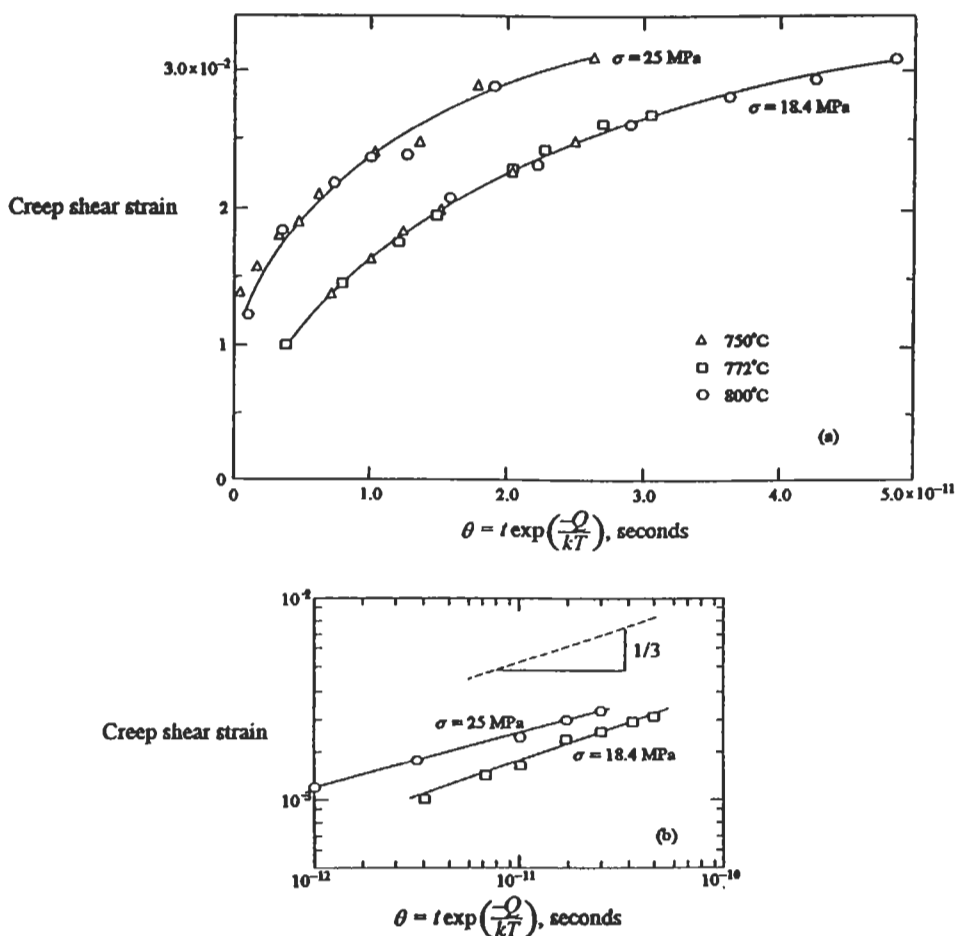 σ = 25 MPa
3.0×10⁻²
σ = 18.4 MPa
Creep shear strain
2
1
△ 750°C
□ 772°C
○ 800°C
(a)
0
0 1.0 2.0 3.0 4.0 5.0×10⁻¹¹
θ = t exp(-Q/kT), seconds
10⁻²
1/3
Creep shear strain
σ = 25 MPa
σ = 18.4 MPa
10⁻³
(b)
10⁻¹² 10⁻¹¹ 10⁻¹⁰
θ = t exp(-Q/kT), seconds